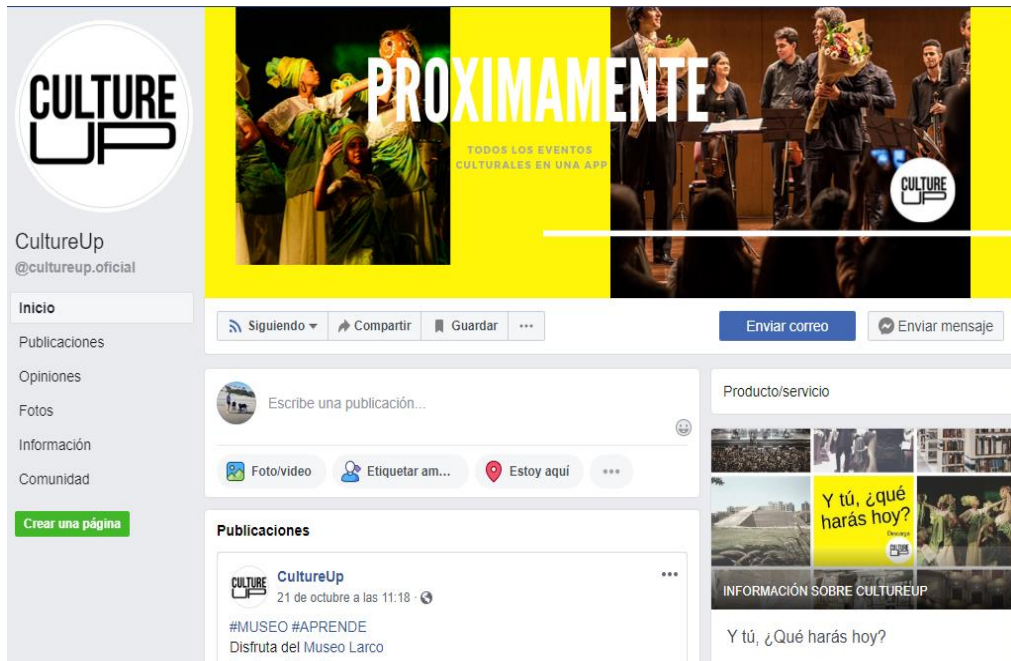 CULTURE
UP
CultureUp
@cultureup.oficial
Inicio
Publicaciones
Opiniones
Fotos
Información
Comunidad
Crear una página
PROXIMAMENTE
TODOS LOS EVENTOS
CULTURALES EN UNA APP
CULTURE
UP
Siguiendo
Compartir
Guardar
Enviar correo
Enviar mensaje
Escribe una publicación...
Foto/video
Etiquetar am...
Estoy aquí
Publicaciones
CULTURE
UP
CultureUp
21 de octubre a las 11:18 ·
#MUSEO #APRENDE
Disfruta del Museo Larco
Producto/servicio
Y tú, ¿qué
harás hoy?
Descarga
CULTURE
UP
INFORMACIÓN SOBRE CULTUREUP
Y tú, ¿Qué harás hoy?